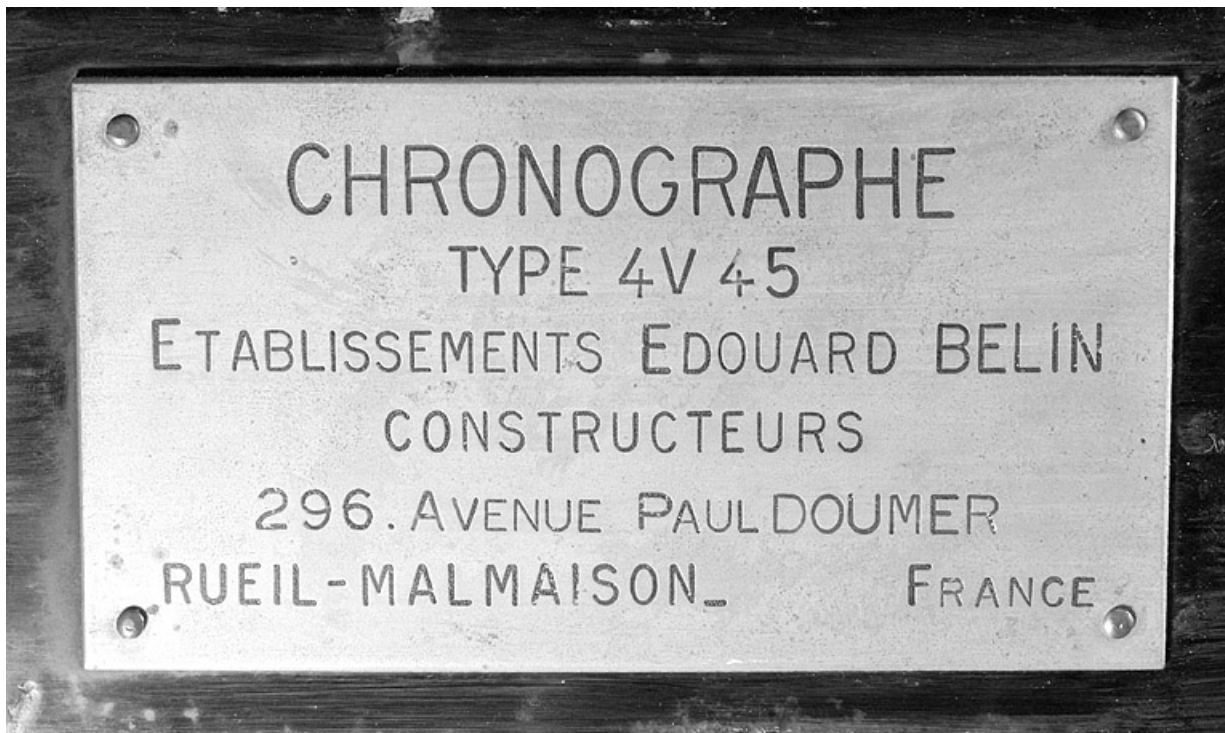 CHRONOGRAPHE
TYPE 4V 45
ETABLISSEMENTS EDOUARD BELIN
CONSTRUCTEURS
296. AVENUE PAUL DOUMER
RUEIL-MALMAISON_ FRANCE